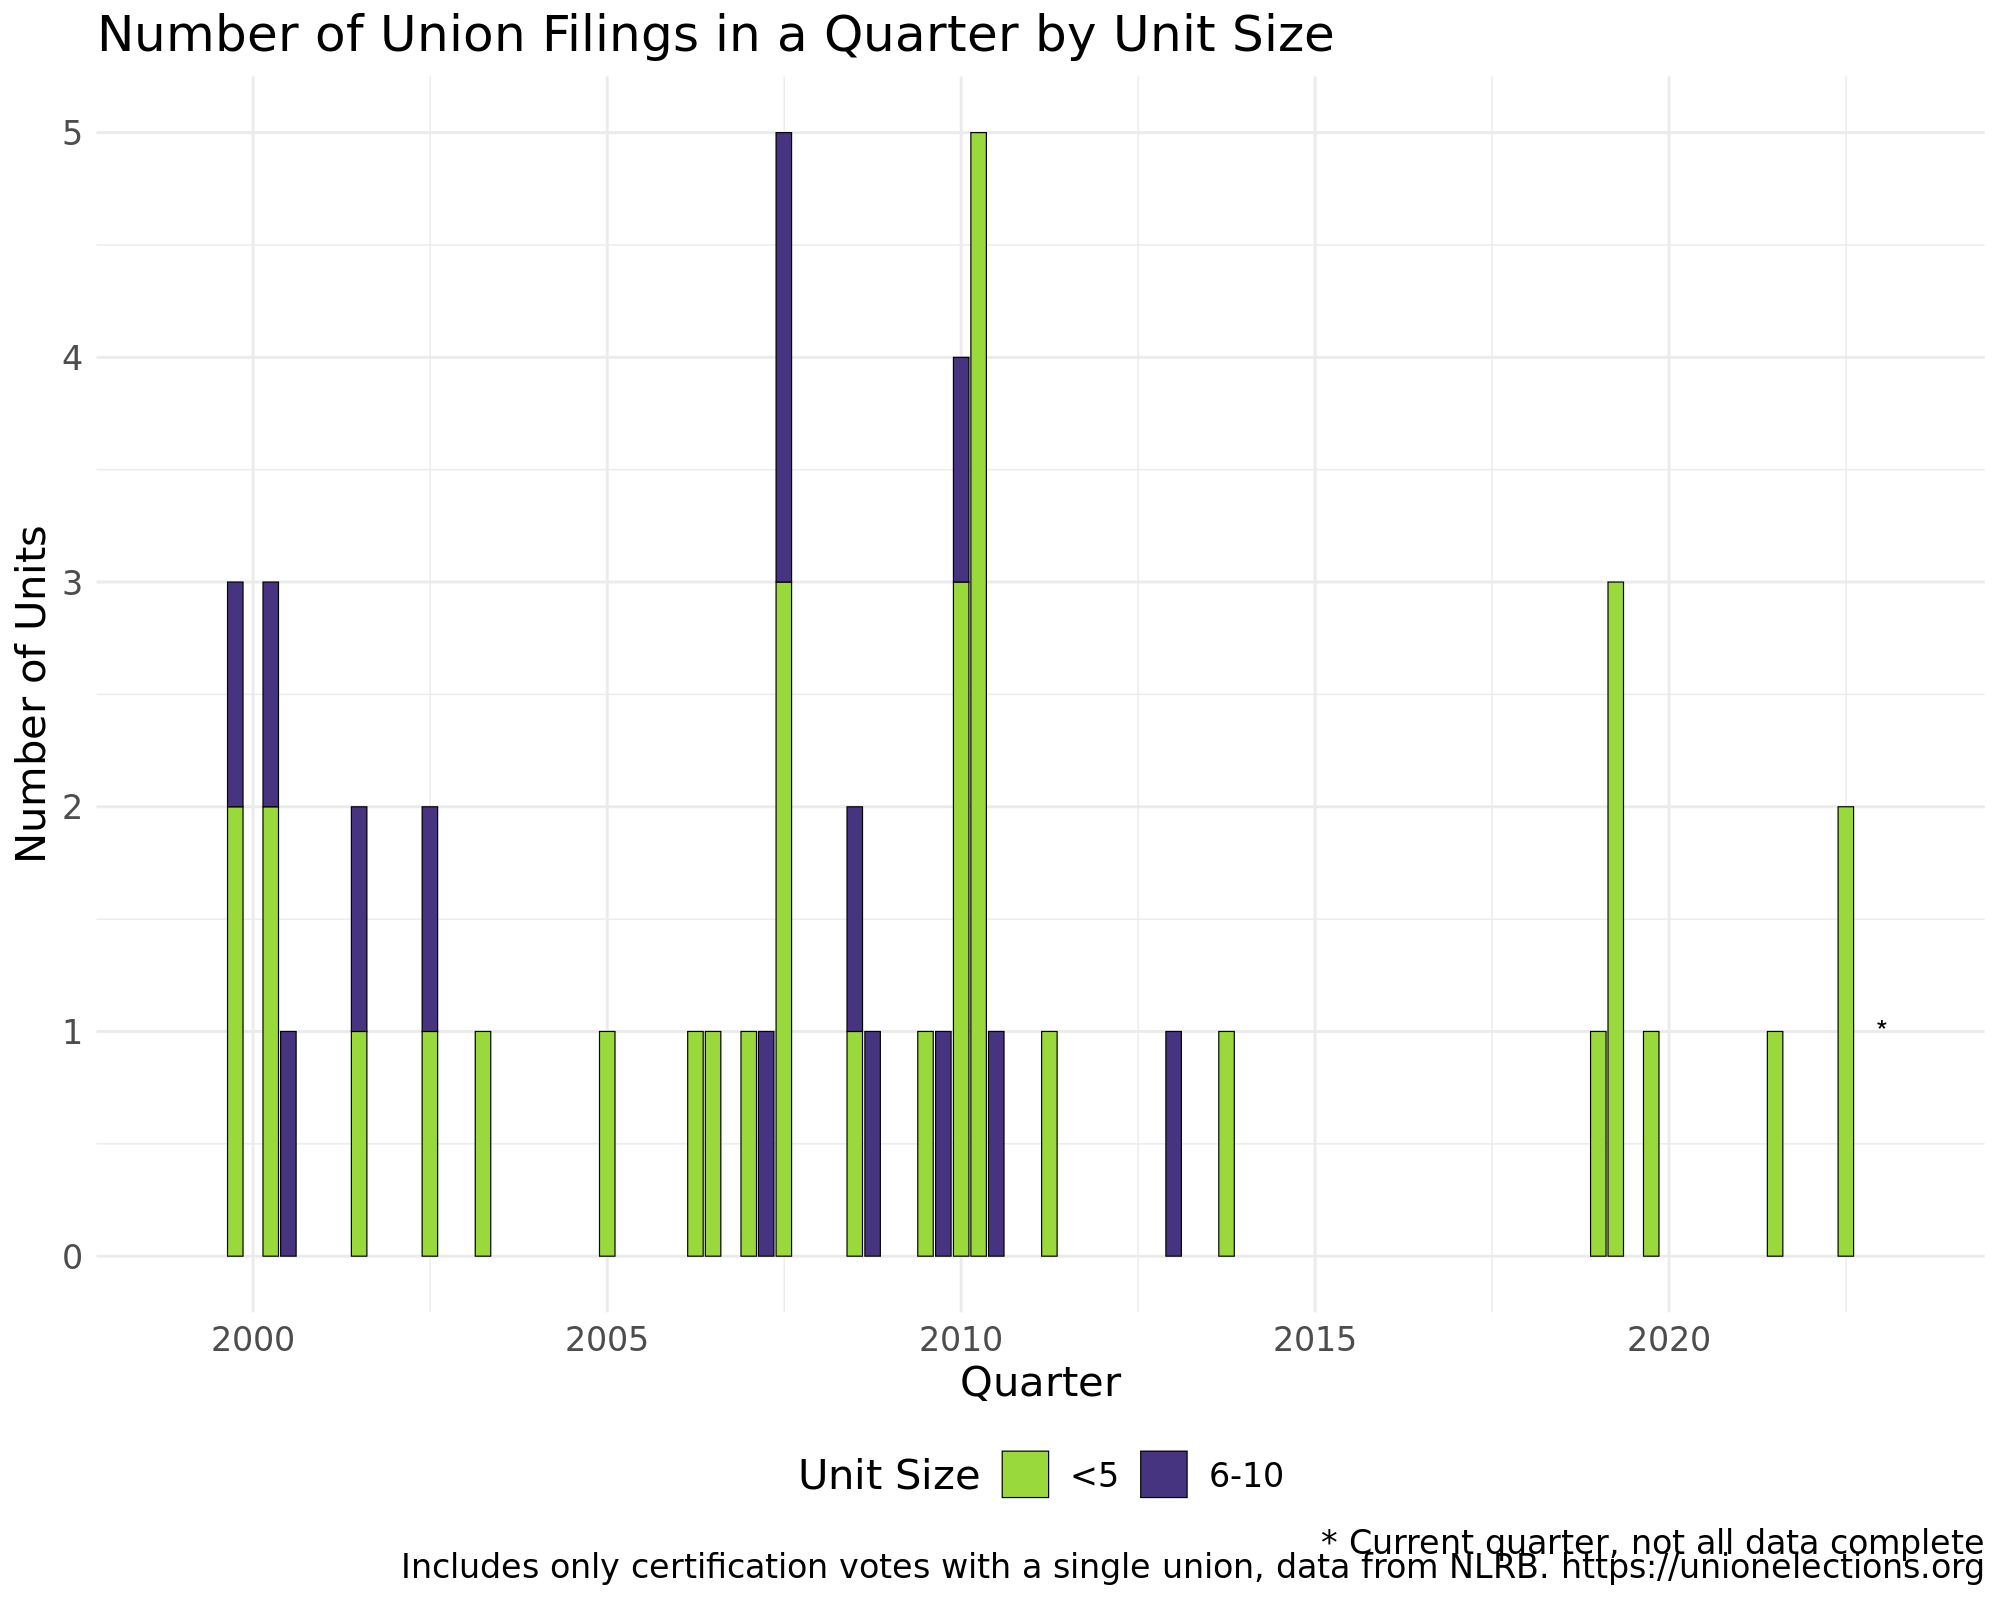 Number of Union Filings in a Quarter by Unit Size
Number of Units
5
4
3
2
1
0
*
2000 2005 2010 2015 2020
Quarter
Unit Size <5 6-10
* Current quarter, not all data complete
Includes only certification votes with a single union, data from NLRB. https://unionelections.org